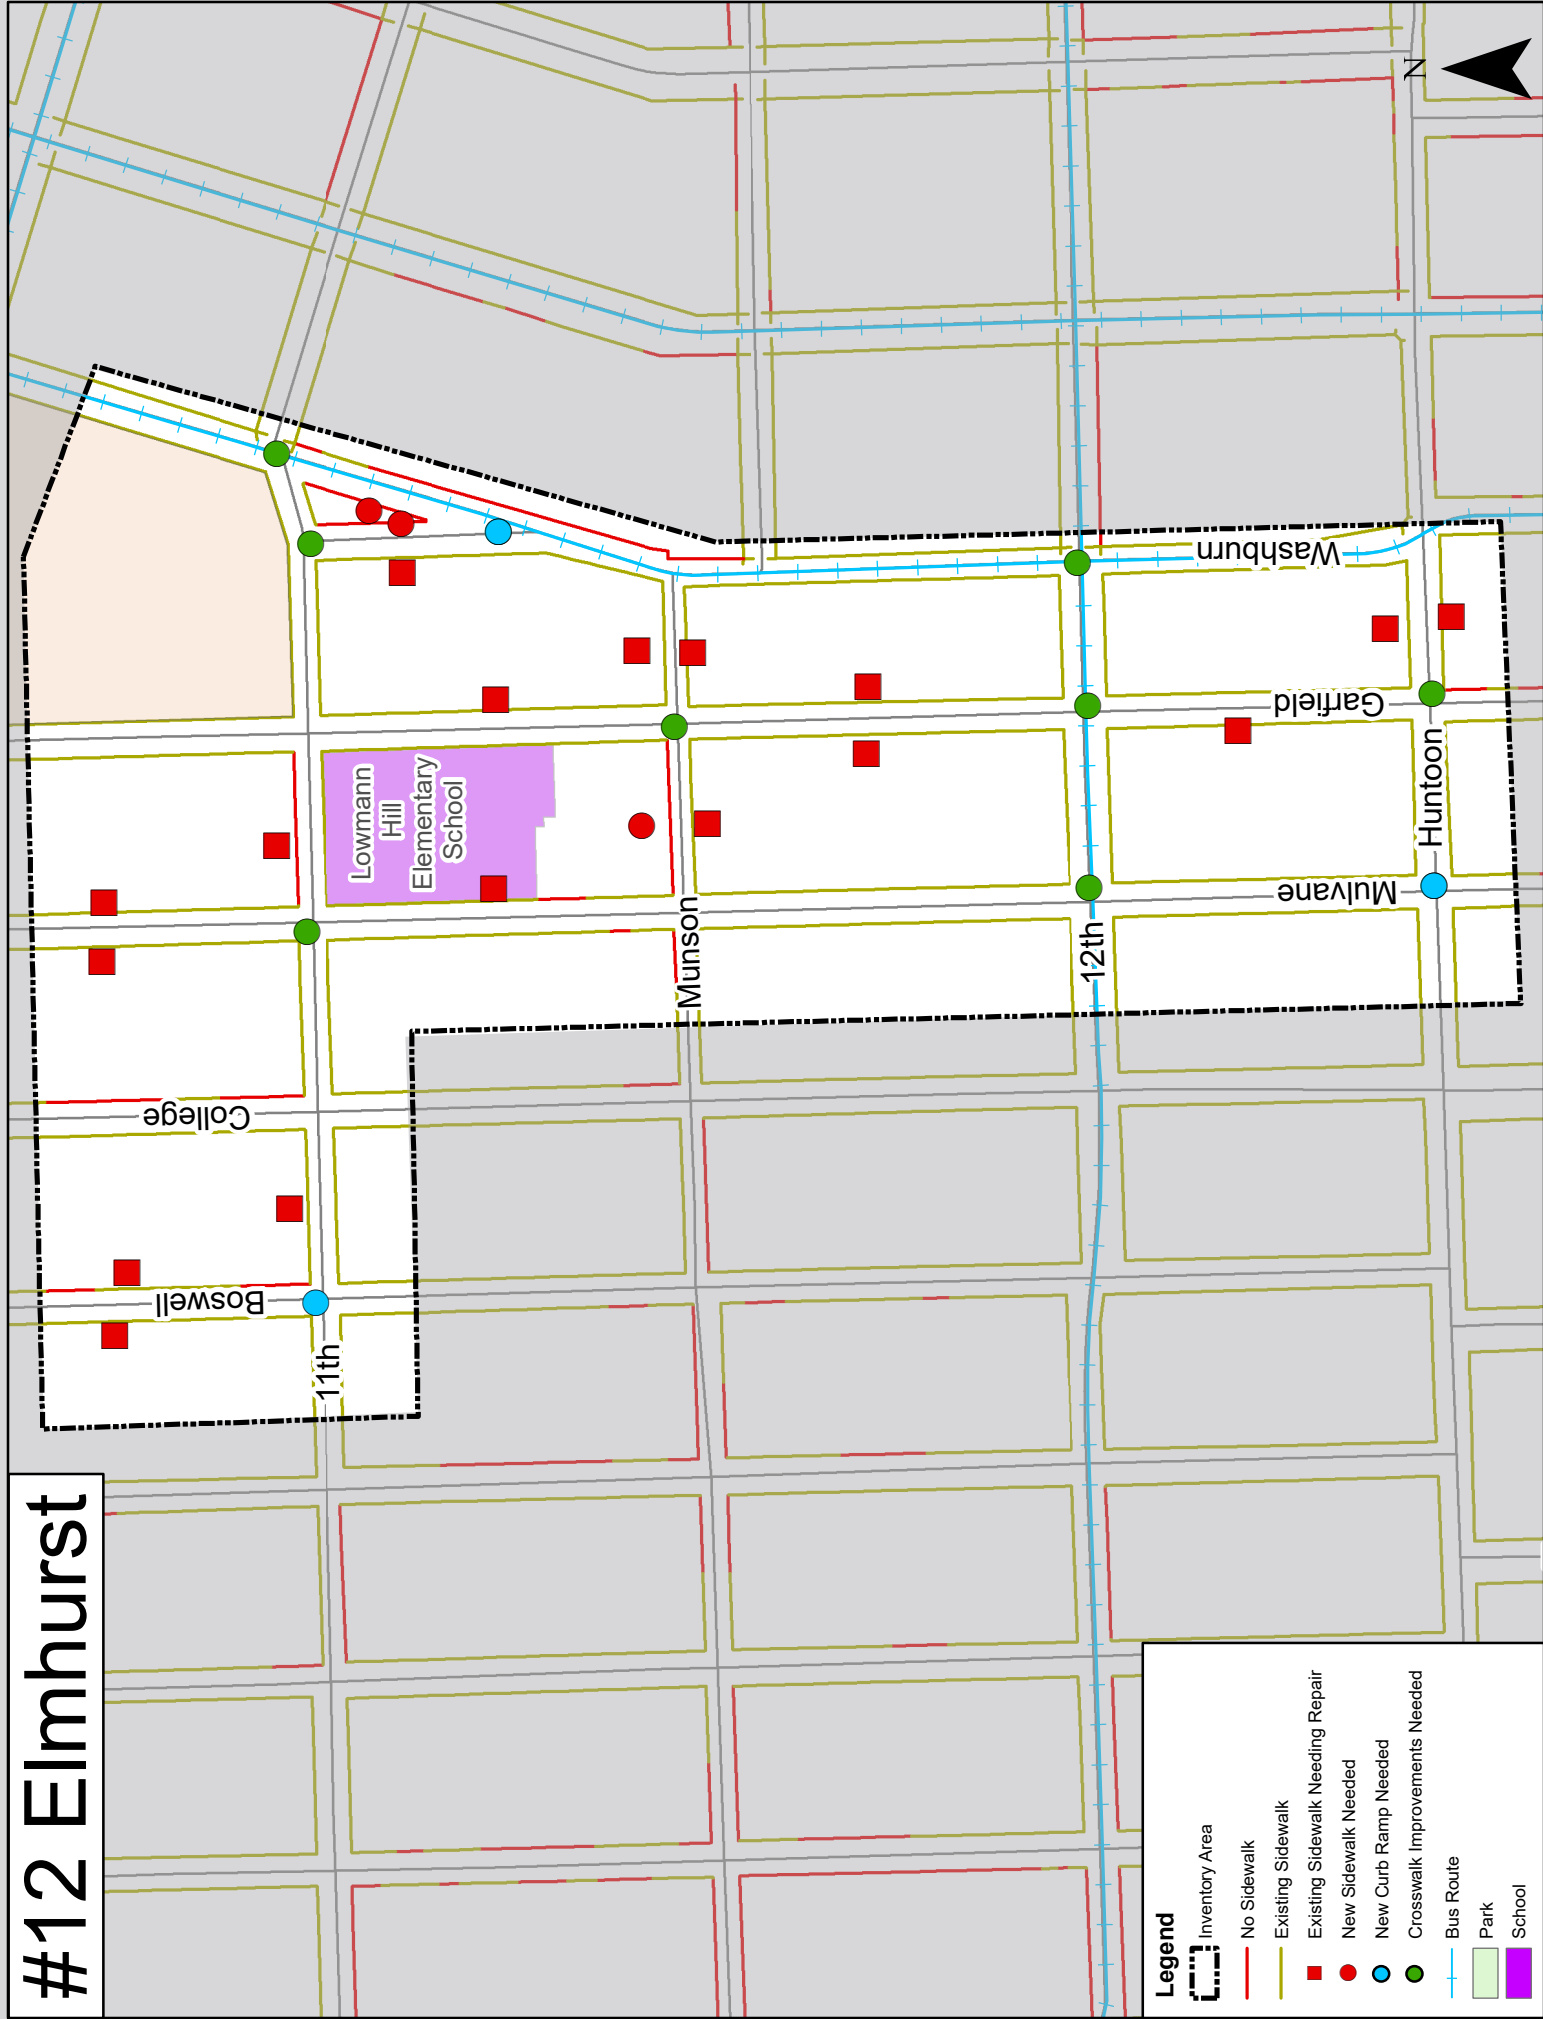 #12 Elmhurst
Boswell
College
11th
Lowmann
Hill
Elementary
School
Munson
12th
Washburn
Garfield
Mulvane
Huntoon
N
Legend
Inventory Area
No Sidewalk
Existing Sidewalk
Existing Sidewalk Needing Repair
New Sidewalk Needed
New Curb Ramp Needed
Crosswalk Improvements Needed
Bus Route
Park
School